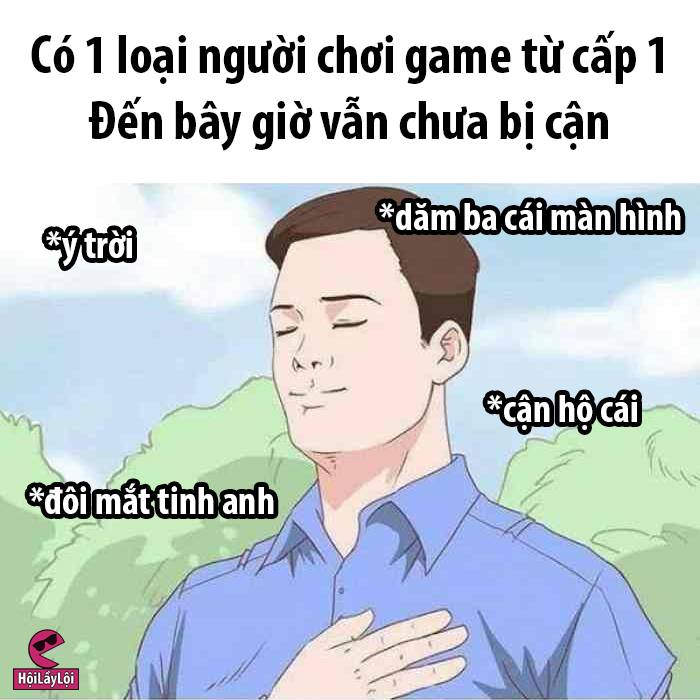 Có 1 loại người chơi game từ cấp 1
Đến bây giờ vẫn chưa bị cận
*dăm ba cái màn hình
*ý trời
*cận hộ cái
*đôi mắt tinh anh
HộiLầyLội